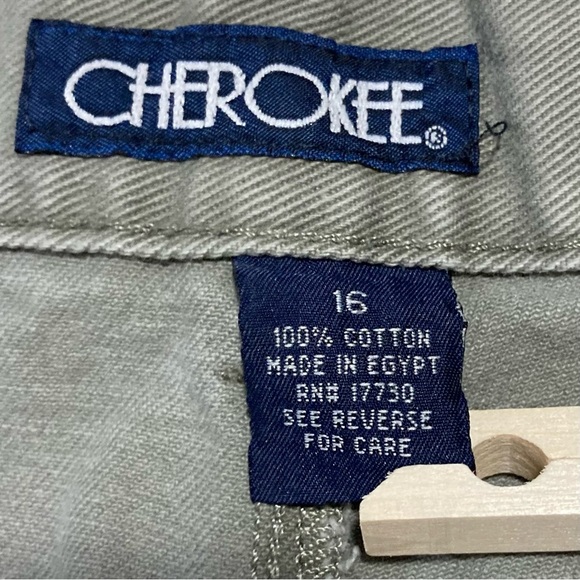 CHEROKEE®
16
100% COTTON
MADE IN EGYPT
RN# 17730
SEE REVERSE
FOR CARE